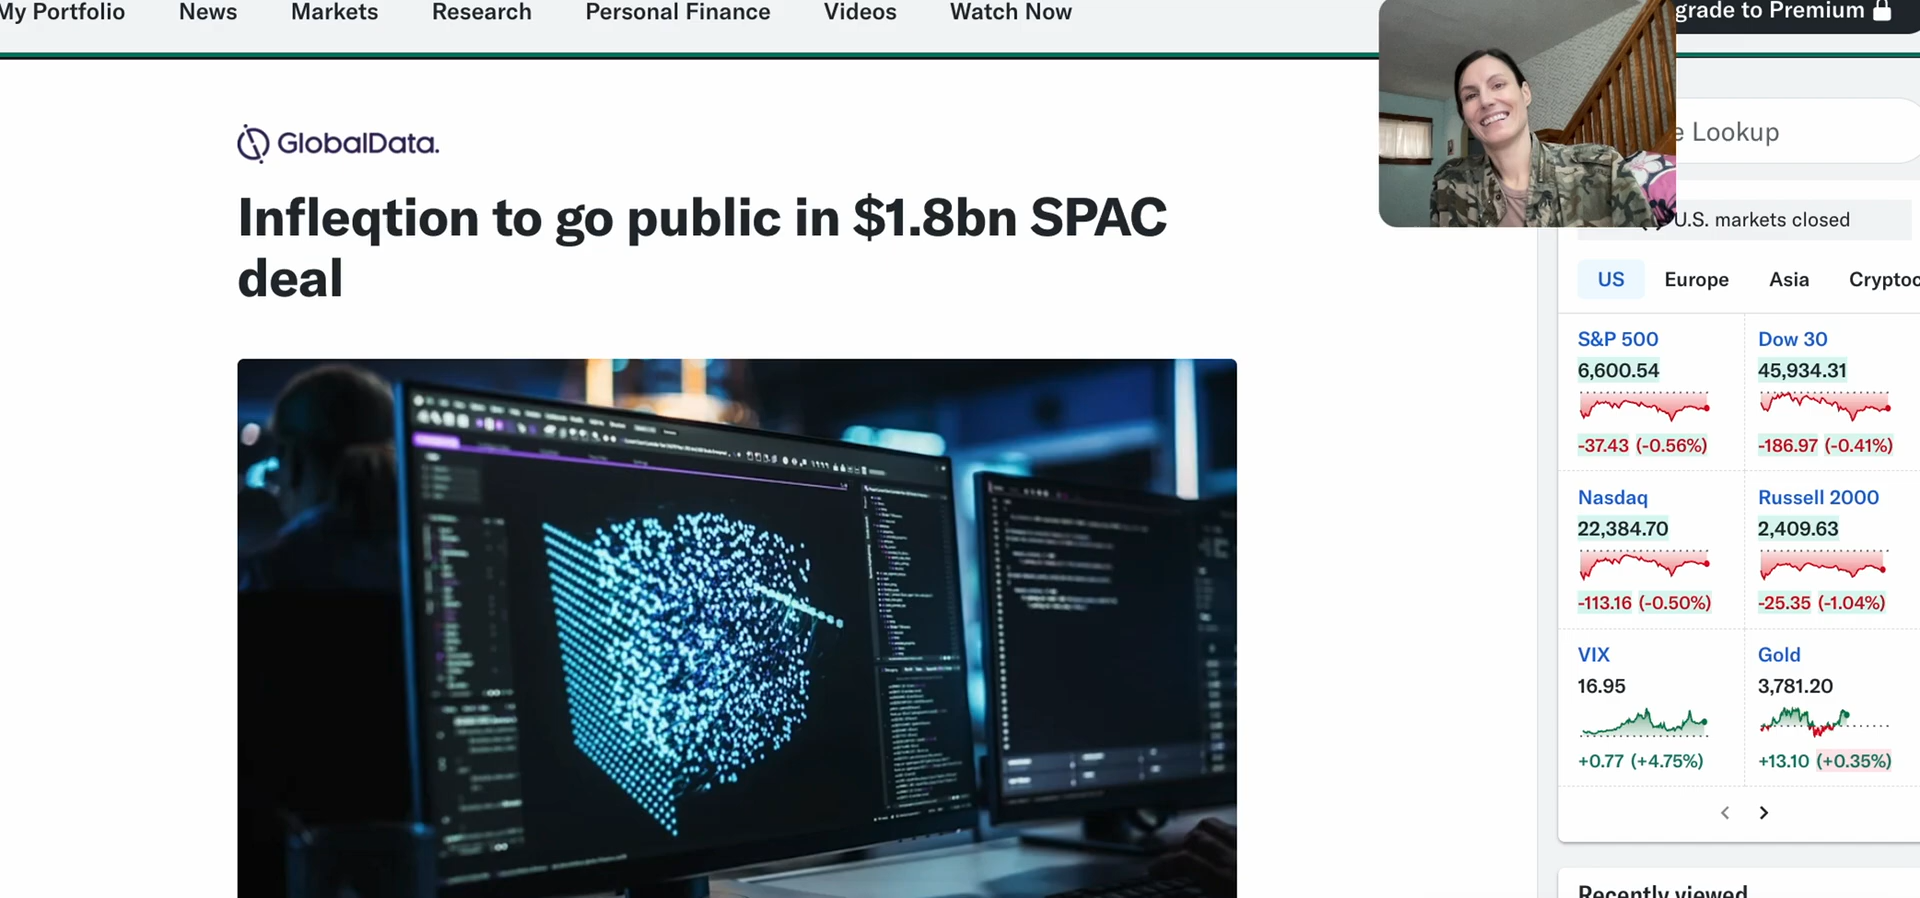 My Portfolio
News
Markets
Research
Personal Finance
Videos
Watch Now
grade to Premium
GlobalData.
Infleqtion to go public in $1.8bn SPAC
deal
e Lookup
U.S. markets closed
US
Europe
Asia
Cryptoc
S&P 500
6,600.54
-37.43 (-0.56%)
Dow 30
45,934.31
-186.97 (-0.41%)
Nasdaq
22,384.70
-113.16 (-0.50%)
Russell 2000
2,409.63
-25.35 (-1.04%)
VIX
16.95
+0.77 (+4.75%)
Gold
3,781.20
+13.10 (+0.35%)
Recently viewed